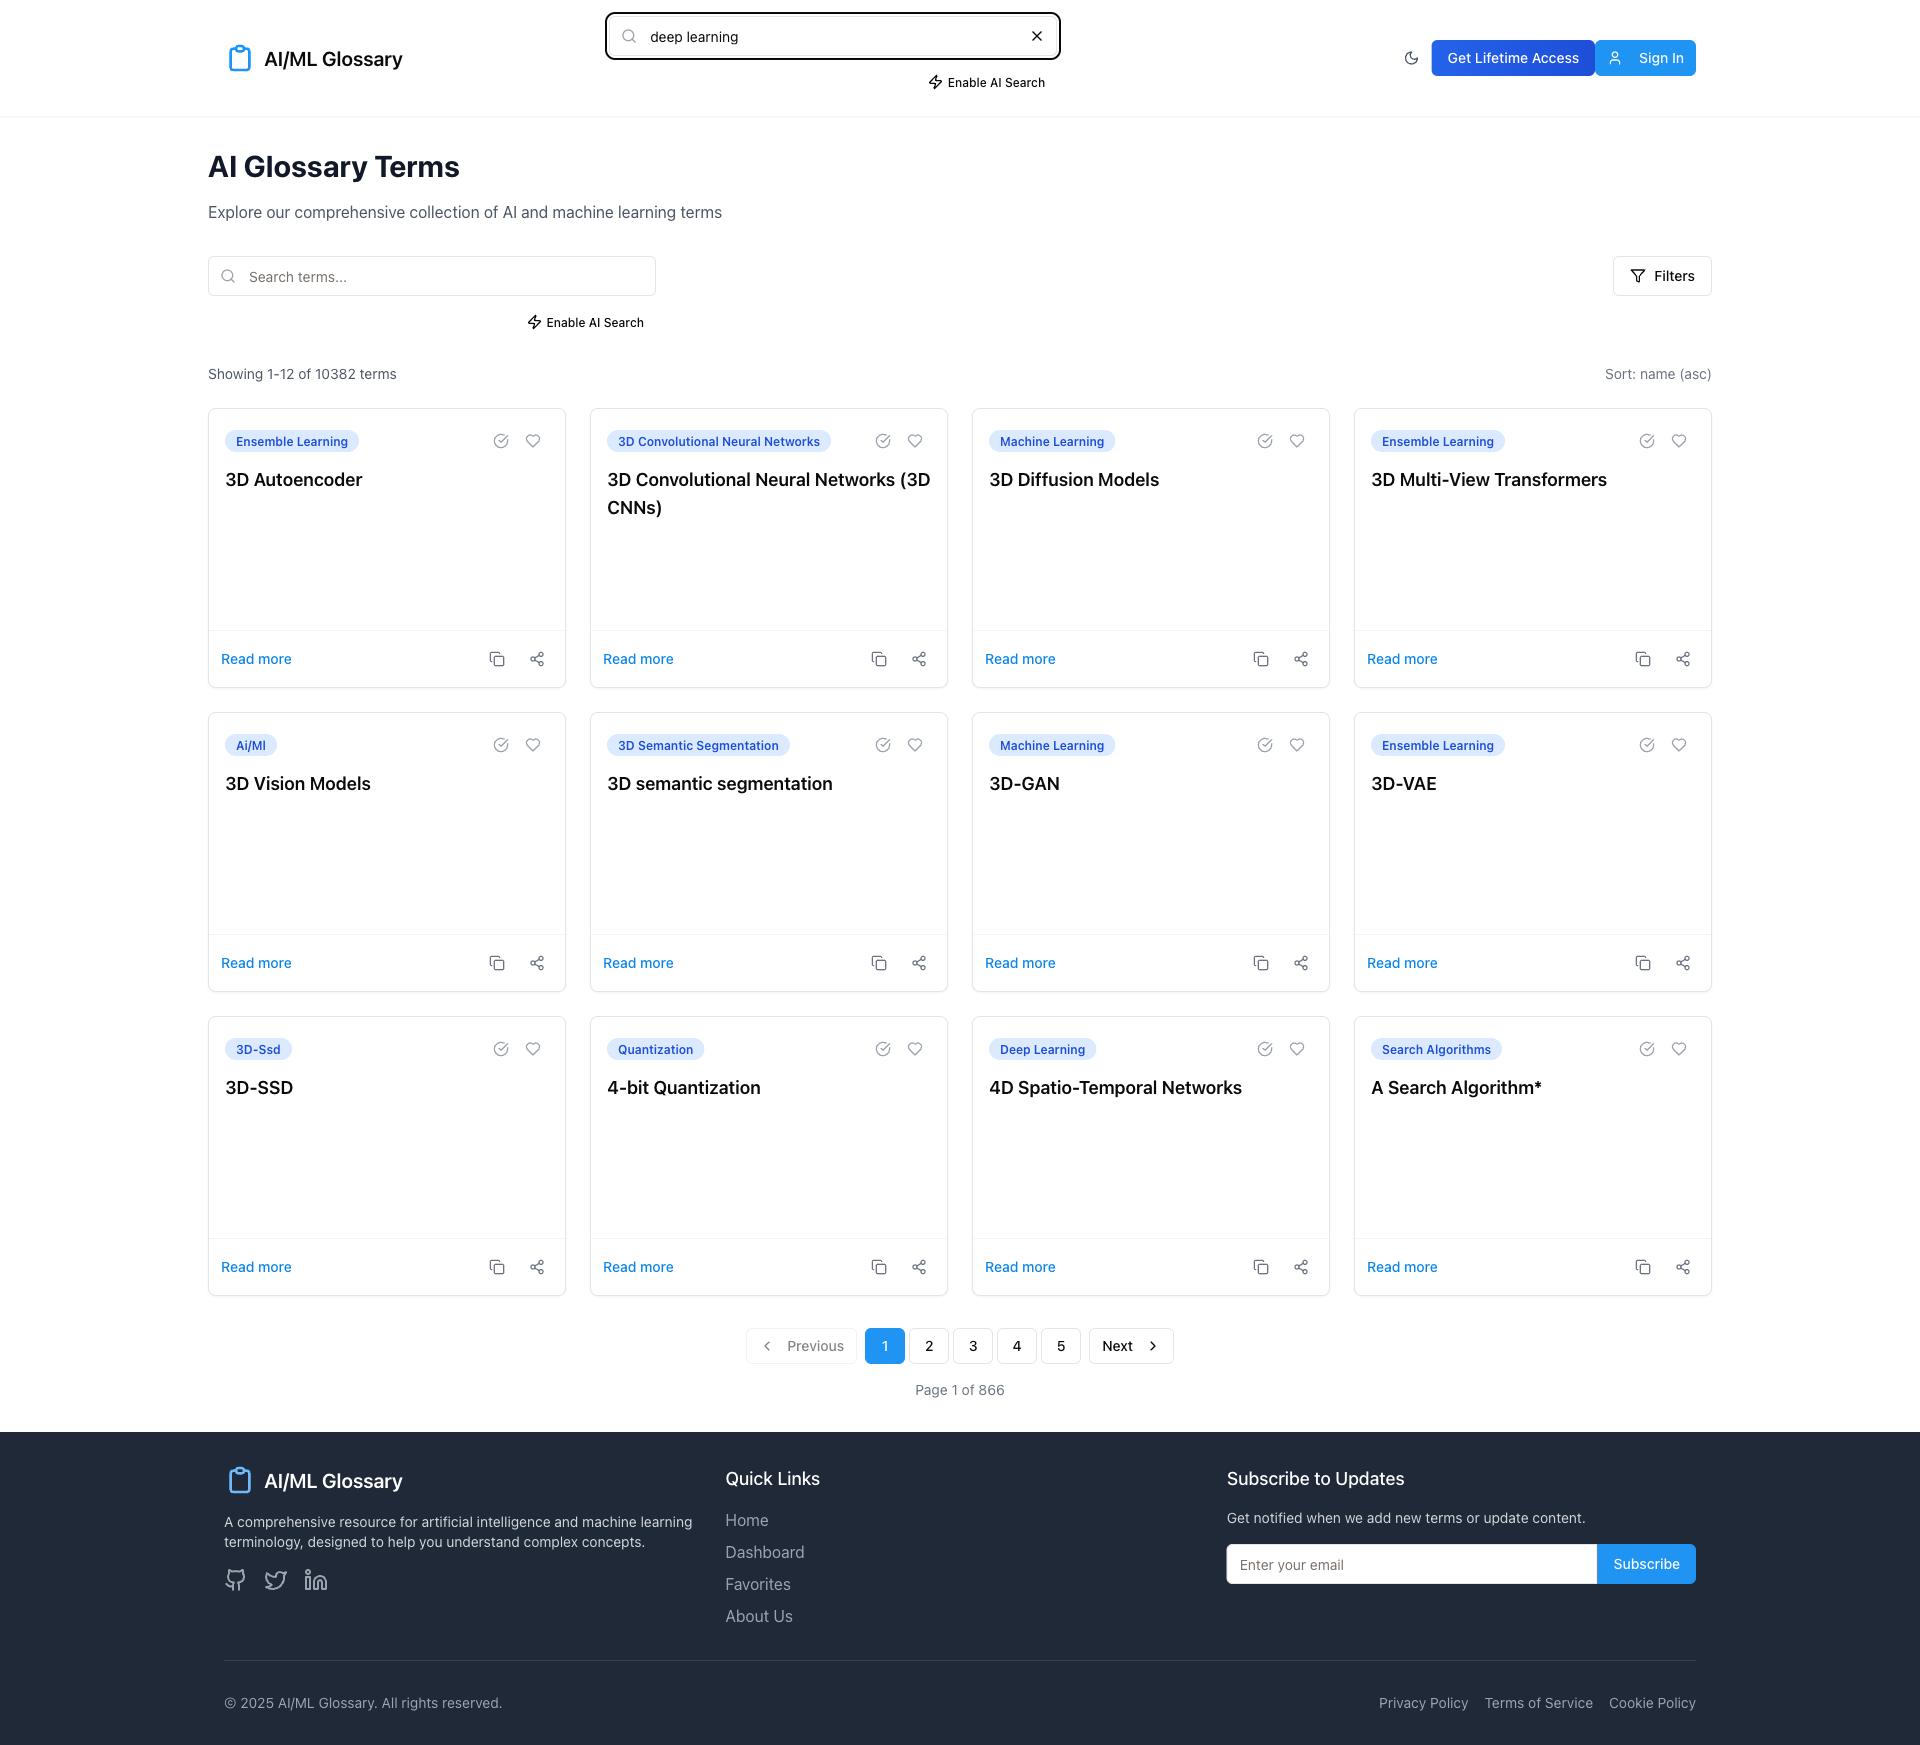 AI/ML Glossary
deep learning
Enable AI Search
Get Lifetime Access
Sign In
AI Glossary Terms
Explore our comprehensive collection of AI and machine learning terms
Search terms...
Filters
Enable AI Search
Showing 1-12 of 10382 terms
Sort: name (asc)
Ensemble Learning
3D Autoencoder
Read more
3D Convolutional Neural Networks
3D Convolutional Neural Networks (3D
CNNs)
Read more
Machine Learning
3D Diffusion Models
Read more
Ensemble Learning
3D Multi-View Transformers
Read more
Ai/Ml
3D Vision Models
Read more
3D Semantic Segmentation
3D semantic segmentation
Read more
Machine Learning
3D-GAN
Read more
Ensemble Learning
3D-VAE
Read more
3D-Ssd
3D-SSD
Read more
Quantization
4-bit Quantization
Read more
Deep Learning
4D Spatio-Temporal Networks
Read more
Search Algorithms
A Search Algorithm*
Read more
Previous 1 2 3 4 5 Next
Page 1 of 866
AI/ML Glossary
A comprehensive resource for artificial intelligence and machine learning
terminology, designed to help you understand complex concepts.
Quick Links
Home
Dashboard
Favorites
About Us
Subscribe to Updates
Get notified when we add new terms or update content.
Enter your email
Subscribe
© 2025 AI/ML Glossary. All rights reserved.
Privacy Policy Terms of Service Cookie Policy